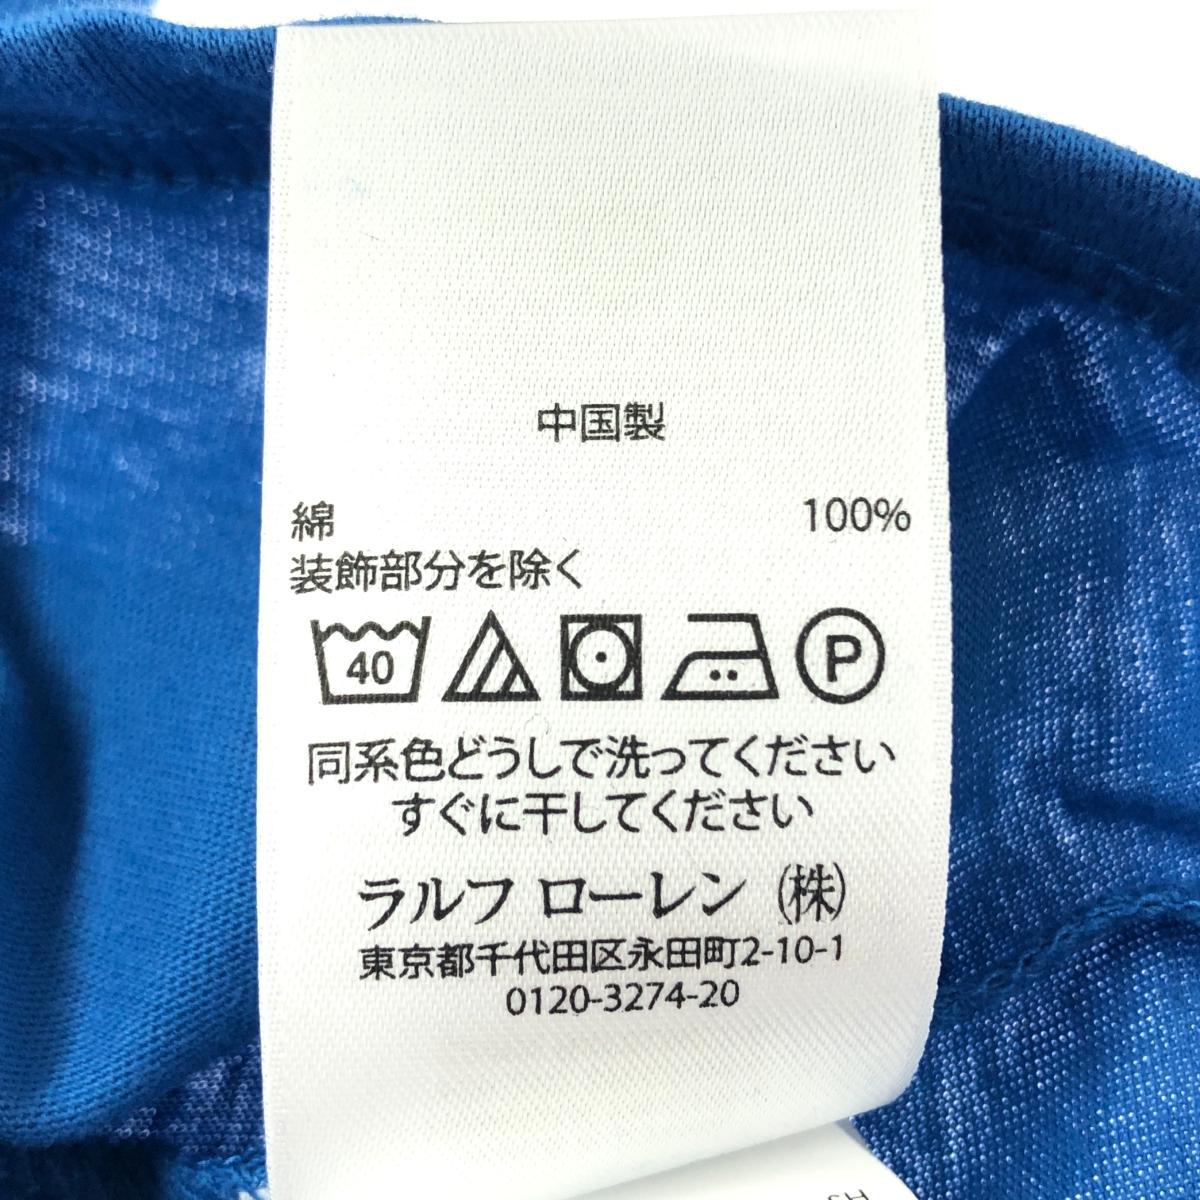 中国製
綿 100%
装飾部分を除く
40 P
同系色どうしで洗ってください
すぐに干してください
ラルフ ローレン (株)
東京都千代田区永田町2-10-1
0120-3274-20